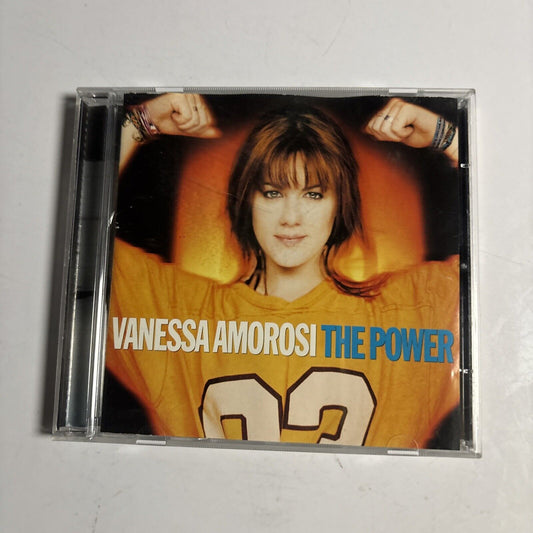 VANESSA AMOROSI THE POWER